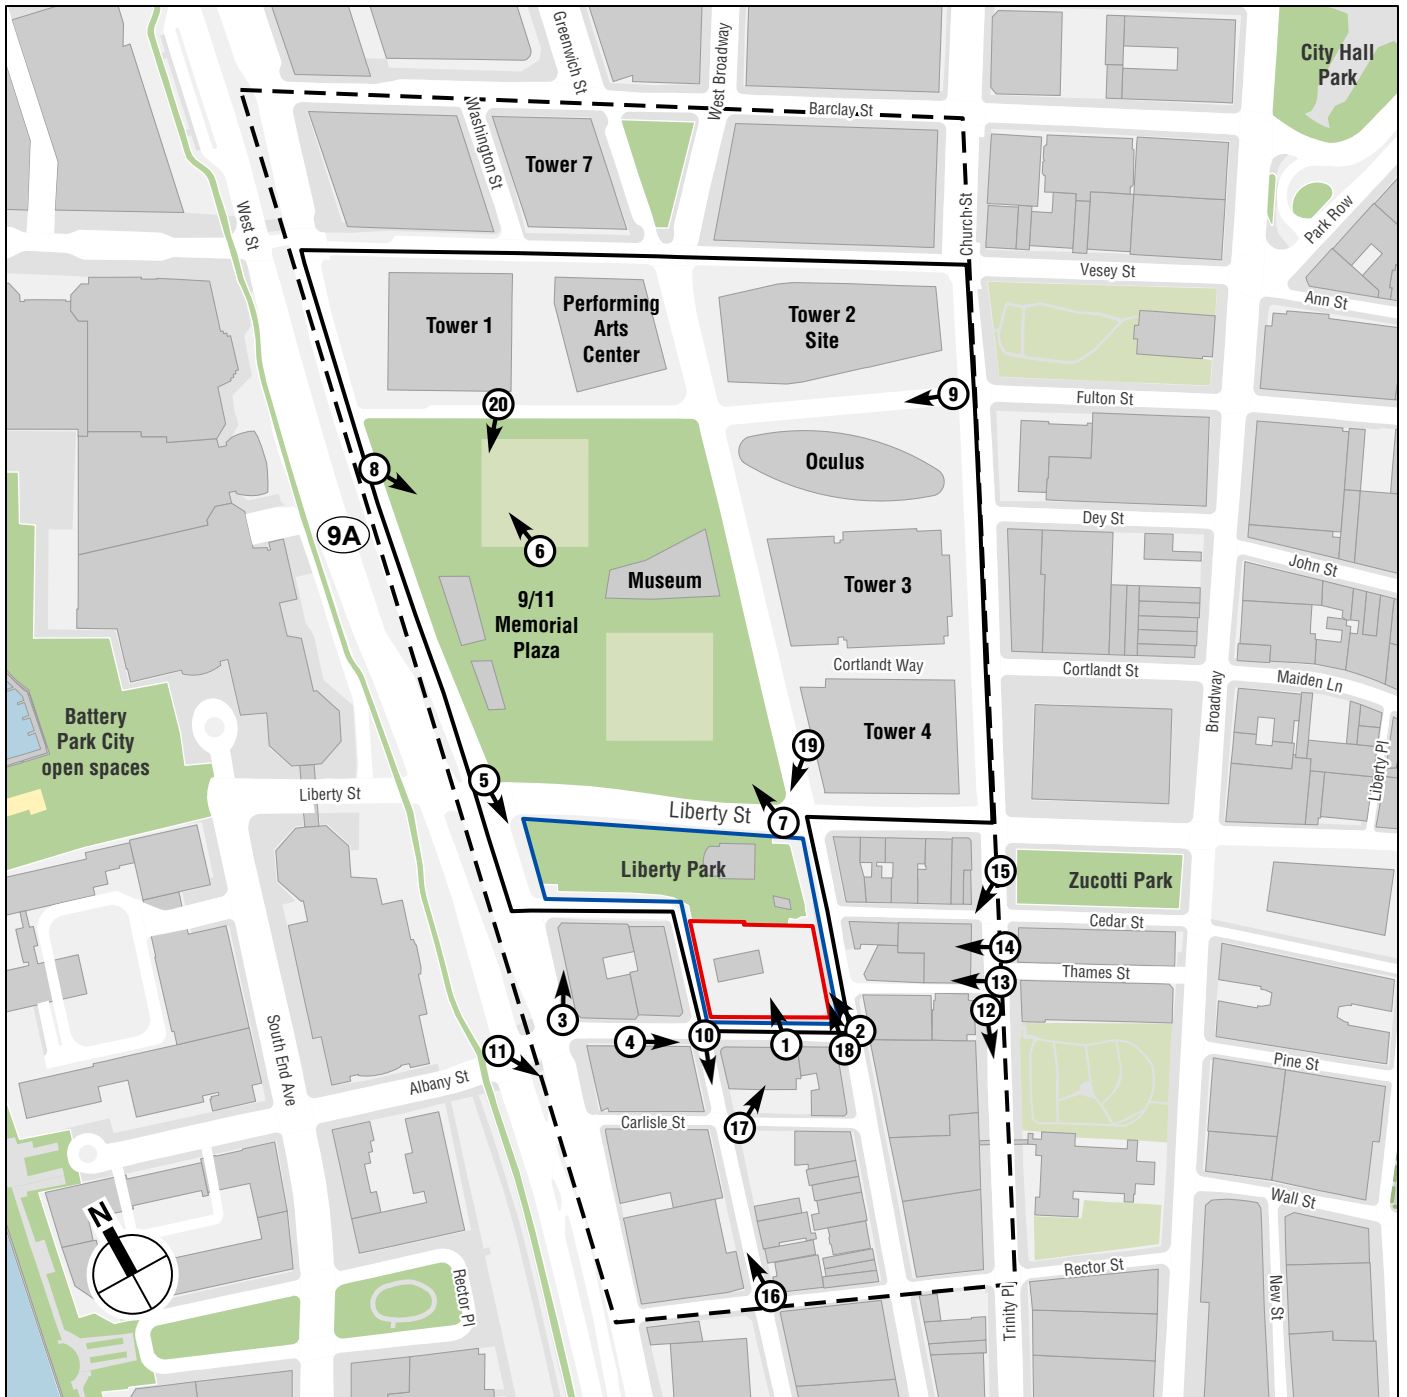 Greenwich St
West Broadway
City Hall
Park
Barclay St
Washington St
Tower 7
West St
Church St
Park Row
Vesey St
Ann St
Tower 1
Performing
Arts
Center
Tower 2
Site
9
Fulton St
20
8
Oculus
Dey St
9A
6
John St
Museum
Tower 3
9/11
Memorial
Plaza
Cortlandt Way
Cortlandt St
Maiden Ln
Broadway
Battery
Park City
open spaces
Tower 4
19
Liberty Pl
5
Liberty St
Liberty St
7
Liberty Park
15
Zucotti Park
Cedar St
14
Thames St
13
12
3
4
10
1
18
2
11
South End Ave
Albany St
Pine St
Carlisle St
17
Wall St
N
Rector St
Rector Pl
16
Trinity Pl
New St